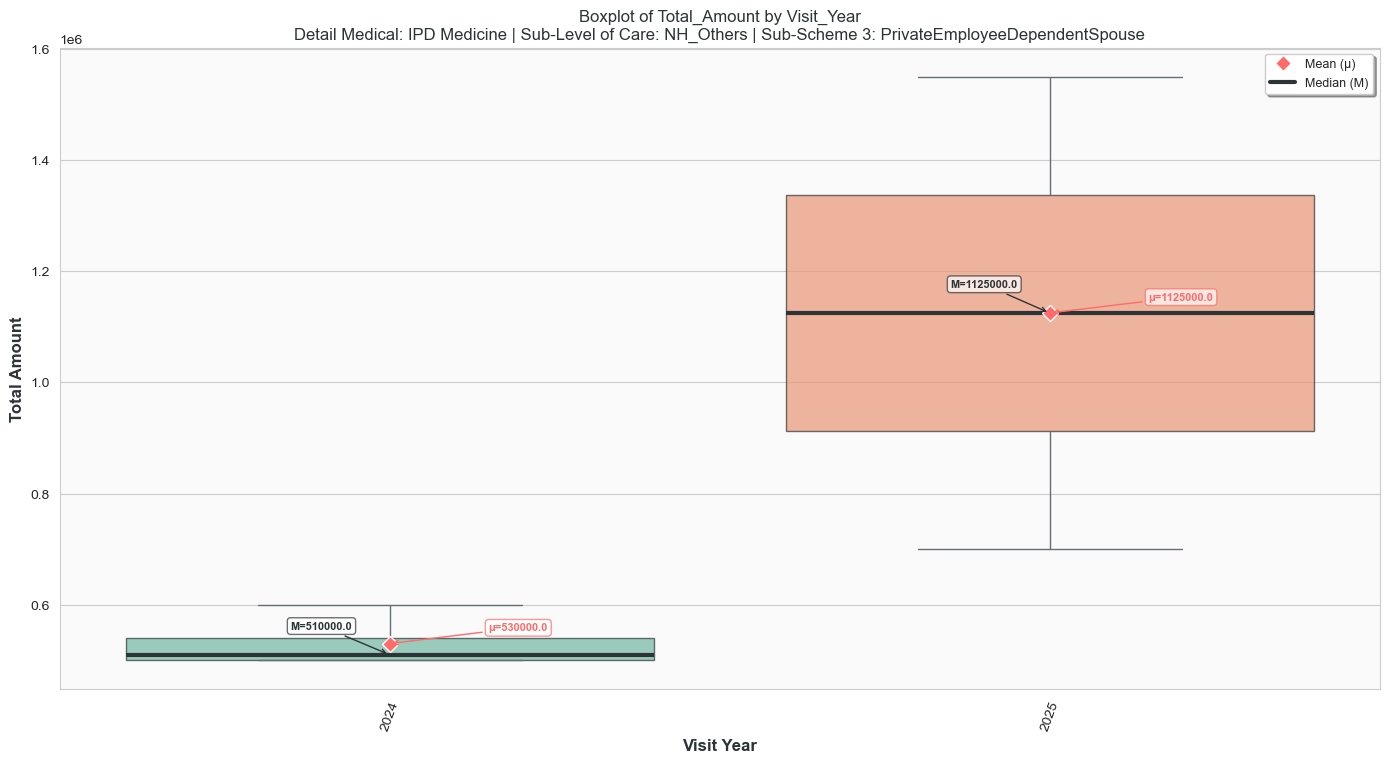 Boxplot of Total_Amount by Visit_Year
Detail Medical: IPD Medicine | Sub-Level of Care: NH_Others | Sub-Scheme 3: PrivateEmployeeDependentSpouse
1e6
1.6
1.4
1.2
1.0
0.8
0.6
Total Amount
Mean (μ)
Median (M)
M=1125000.0
μ=1125000.0
M=510000.0
μ=530000.0
2024
2025
Visit Year